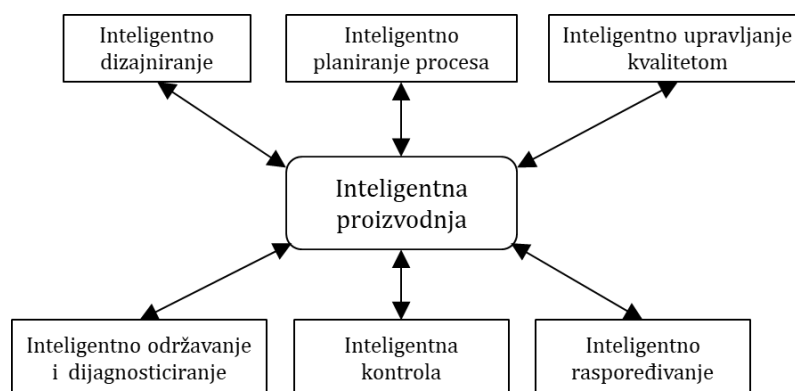 Inteligentno
dizajniranje
Inteligentno
planiranje procesa
Inteligentno upravljanje
kvalitetom
Inteligentna
proizvodnja
Inteligentno održavanje
i dijagnosticiranje
Inteligentna
kontrola
Inteligentno
raspoređivanje